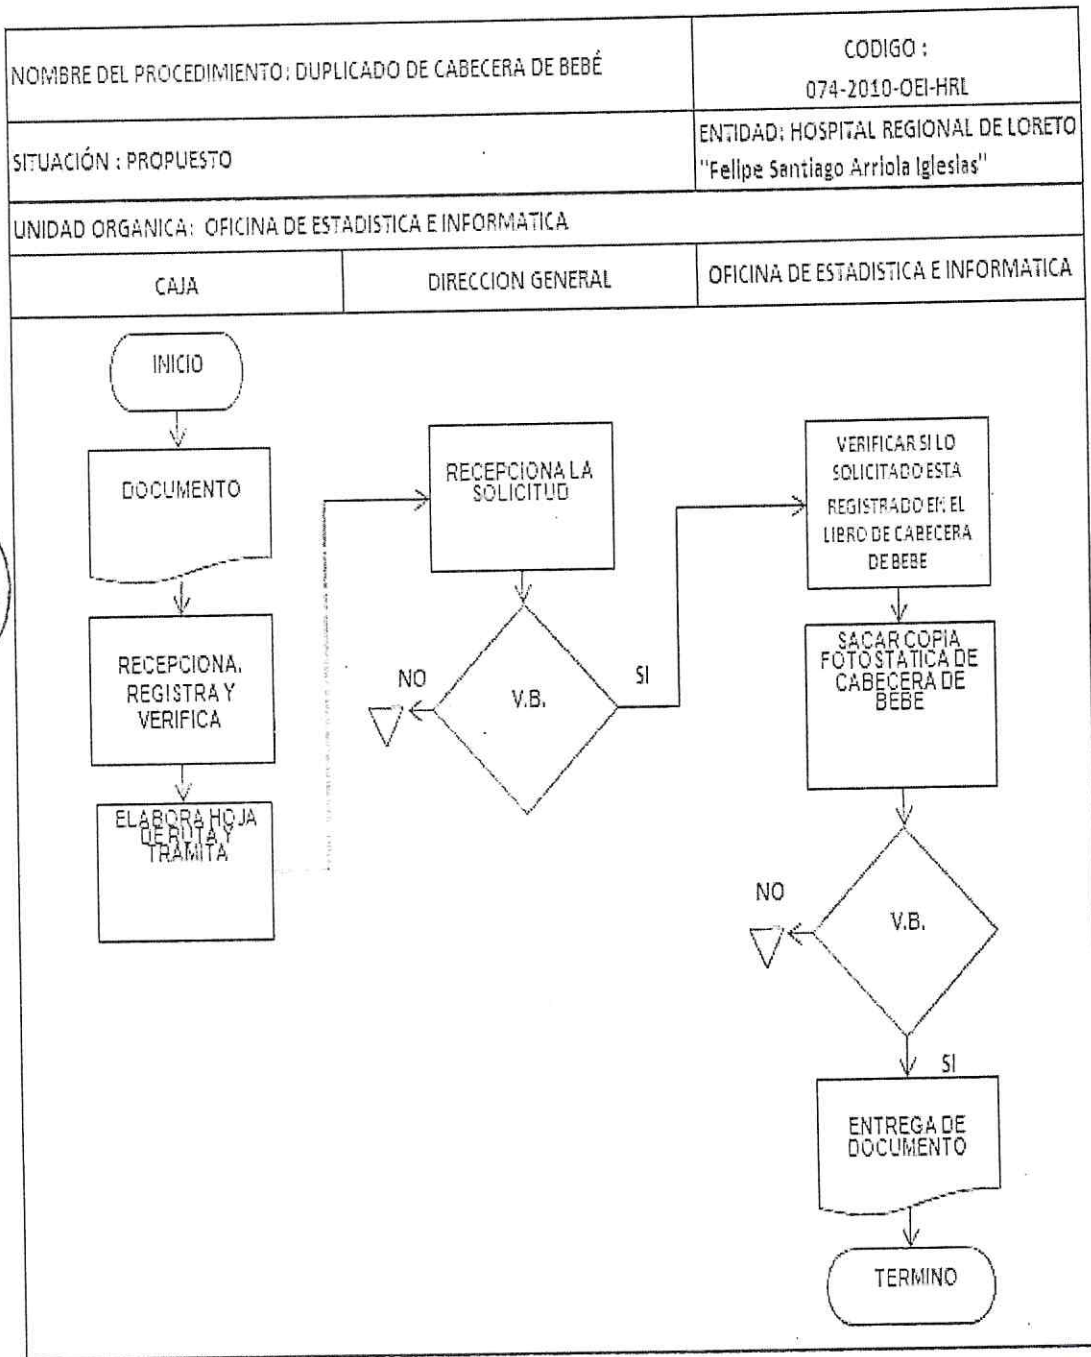 NOMBRE DEL PROCEDIMIENTO: DUPLICADO DE CABECERA DE BEBÉ
CODIGO :
074-2010-OEI-HRL
SITUACIÓN : PROPUESTO
ENTIDAD: HOSPITAL REGIONAL DE LORETO
"Felipe Santiago Arriola Iglesias"
UNIDAD ORGANICA: OFICINA DE ESTADISTICA E INFORMATICA
CAJA
DIRECCION GENERAL
OFICINA DE ESTADISTICA E INFORMATICA
INICIO
DOCUMENTO
RECEPCIONA,
REGISTRA Y
VERIFICA
ELABORA HOJA
DE RUTA Y
TRAMITA
RECEPCIONA LA
SOLICITUD
NO
V.B.
SI
VERIFICAR SI LO
SOLICITADO ESTA
REGISTRADO EN EL
LIBRO DE CABECERA
DE BEBE
SACAR COPIA
FOTOSTATICA DE
CABECERA DE
BEBE
NO
V.B.
SI
ENTREGA DE
DOCUMENTO
TERMINO